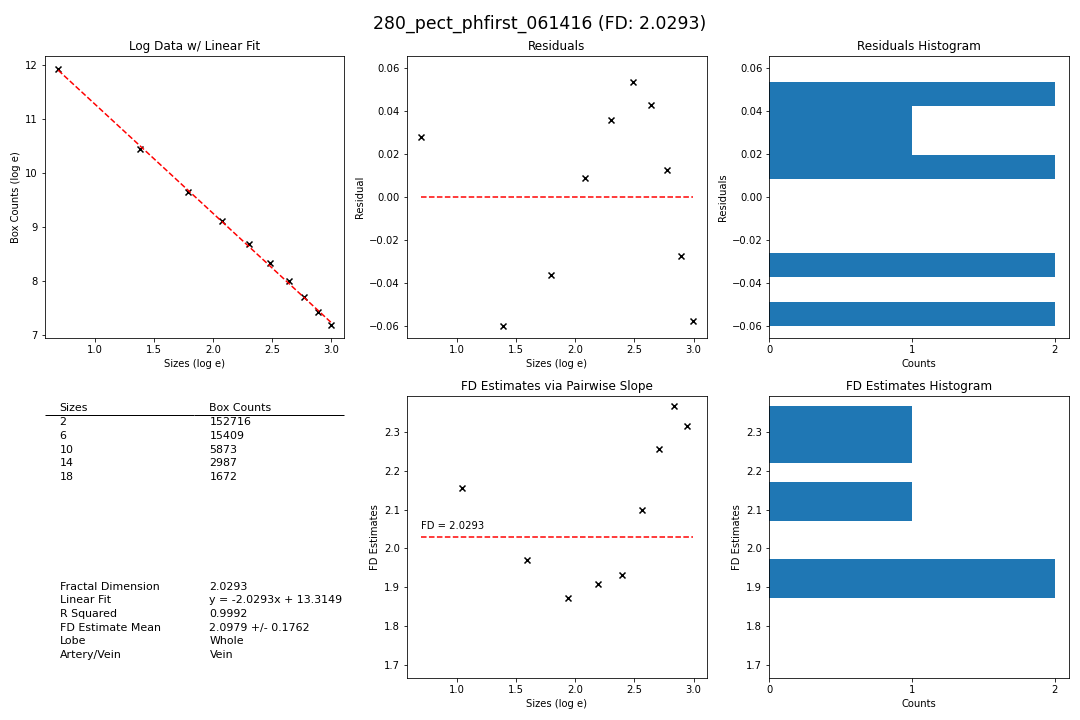 280_pect_phfirst_061416 (FD: 2.0293)
Log Data w/ Linear Fit
12
11
10
9
8
7
Box Counts (log e)
1.0 1.5 2.0 2.5 3.0
Sizes (log e)
Residuals
0.06
0.04
0.02
0.00
−0.02
−0.04
−0.06
Residual
1.0 1.5 2.0 2.5 3.0
Sizes (log e)
Residuals Histogram
0.06
0.04
0.02
0.00
−0.02
−0.04
−0.06
Residuals
0 1 2
Counts
Sizes Box Counts
2 152716
6 15409
10 5873
14 2987
18 1672
Fractal Dimension 2.0293
Linear Fit y = -2.0293x + 13.3149
R Squared 0.9992
FD Estimate Mean 2.0979 +/- 0.1762
Lobe Whole
Artery/Vein Vein
FD Estimates via Pairwise Slope
2.3
2.2
2.1
2.0
1.9
1.8
1.7
FD Estimates
FD = 2.0293
1.0 1.5 2.0 2.5 3.0
Sizes (log e)
FD Estimates Histogram
2.3
2.2
2.1
2.0
1.9
1.8
1.7
FD Estimates
0 1 2
Counts